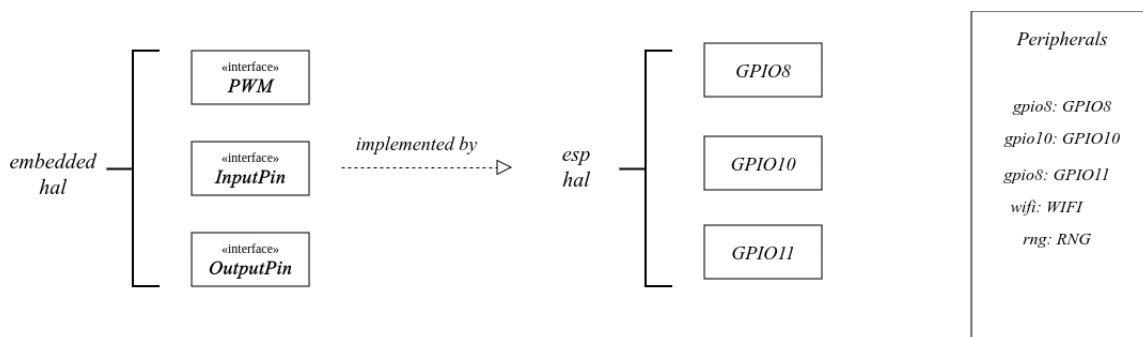 embedded
hal
«interface»
PWM
«interface»
InputPin
«interface»
OutputPin
implemented by
esp
hal
GPIO8
GPIO10
GPIO11
Peripherals
gpio8: GPIO8
gpio10: GPIO10
gpio8: GPIO11
wifi: WIFI
rng: RNG